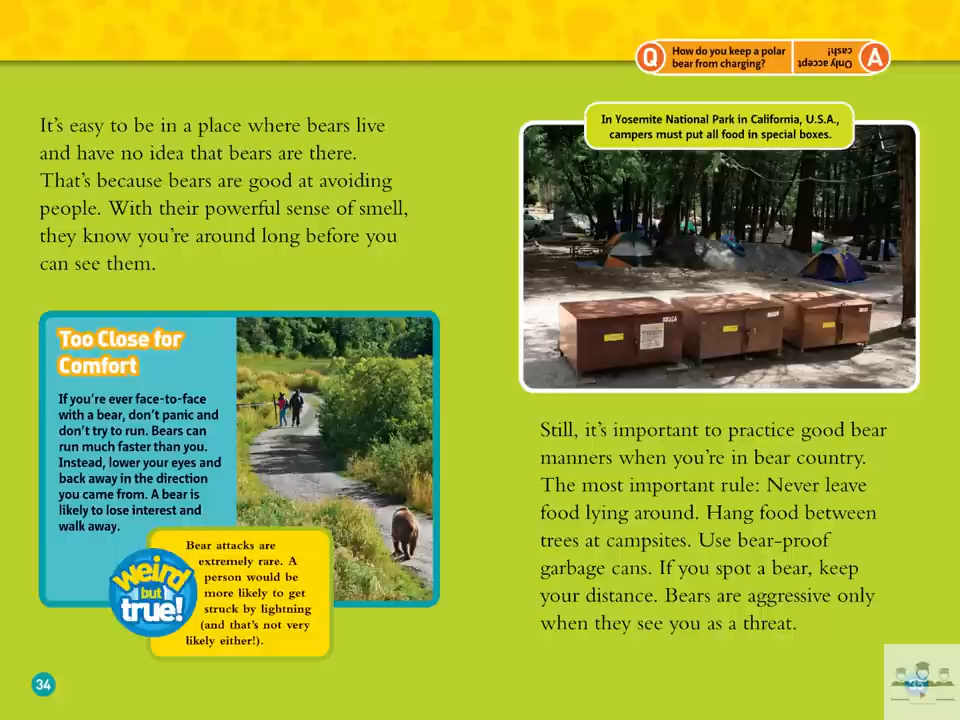 Q
How do you keep a polar
bear from charging?
Only accept
cash!
A
It's easy to be in a place where bears live
and have no idea that bears are there.
That's because bears are good at avoiding
people. With their powerful sense of smell,
they know you're around long before you
can see them.
Too Close for
Comfort
If you're ever face-to-face
with a bear, don't panic and
don't try to run. Bears can
run much faster than you.
Instead, lower your eyes and
back away in the direction
you came from. A bear is
likely to lose interest and
walk away.
weird
but
true!
Bear attacks are
extremely rare. A
person would be
more likely to get
struck by lightning
(and that's not very
likely either!).
34
In Yosemite National Park in California, U.S.A.,
campers must put all food in special boxes.
Still, it's important to practice good bear
manners when you're in bear country.
The most important rule: Never leave
food lying around. Hang food between
trees at campsites. Use bear-proof
garbage cans. If you spot a bear, keep
your distance. Bears are aggressive only
when they see you as a threat.